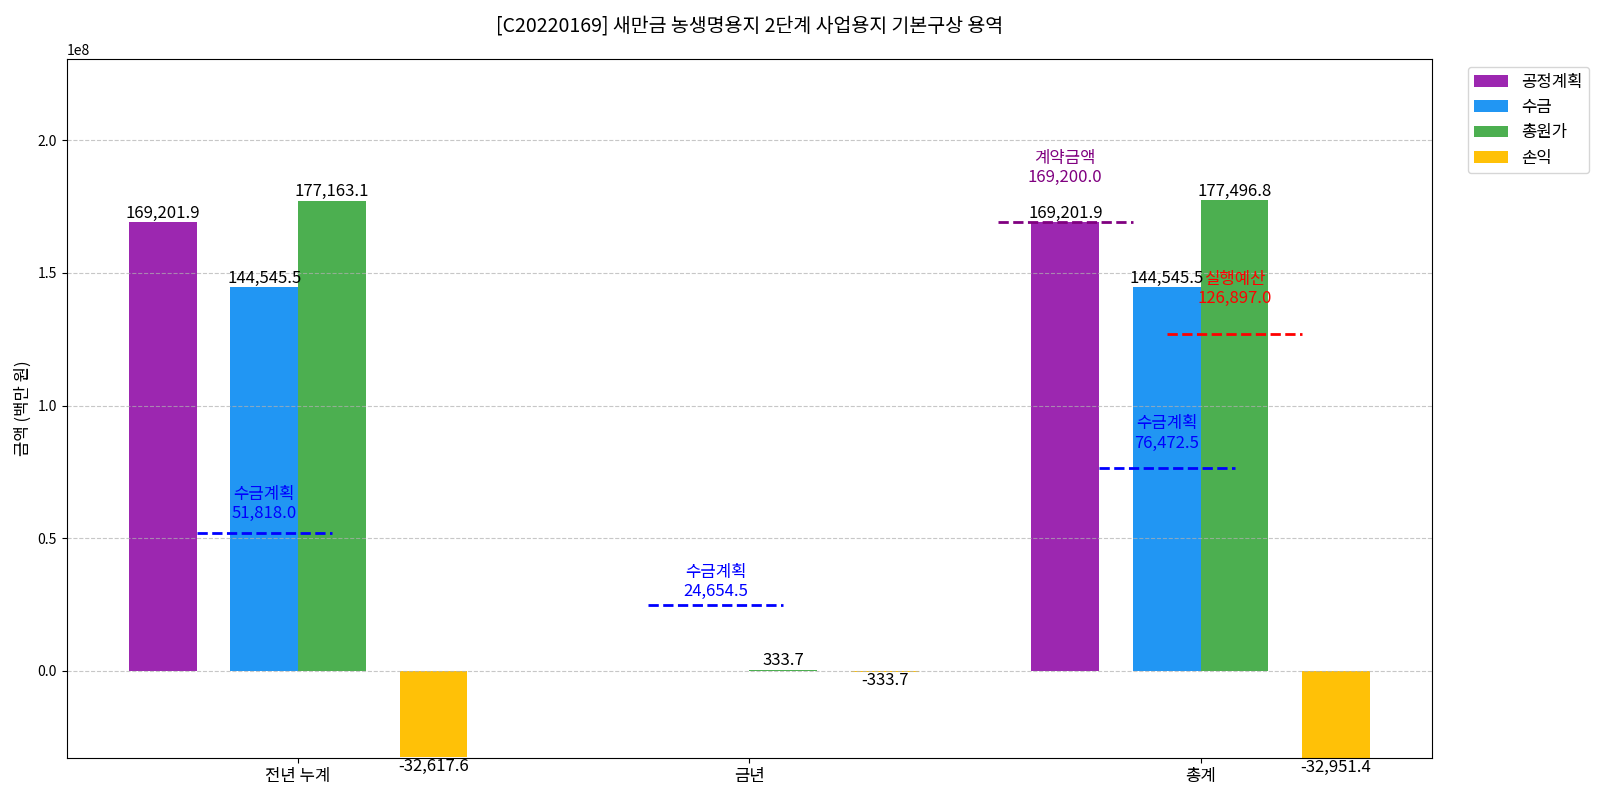 [C20220169] 새만금 농생명용지 2단계 사업용지 기본구상 용역
1e8
공정계획
수금
총원가
손익
금액 (백만 원)
2.0
1.5
1.0
0.5
0.0
169,201.9
144,545.5
177,163.1
수금계획
51,818.0
-32,617.6
수금계획
24,654.5
333.7
-333.7
계약금액
169,200.0
169,201.9
144,545.5
177,496.8
실행예산
126,897.0
수금계획
76,472.5
-32,951.4
전년 누계
금년
총계